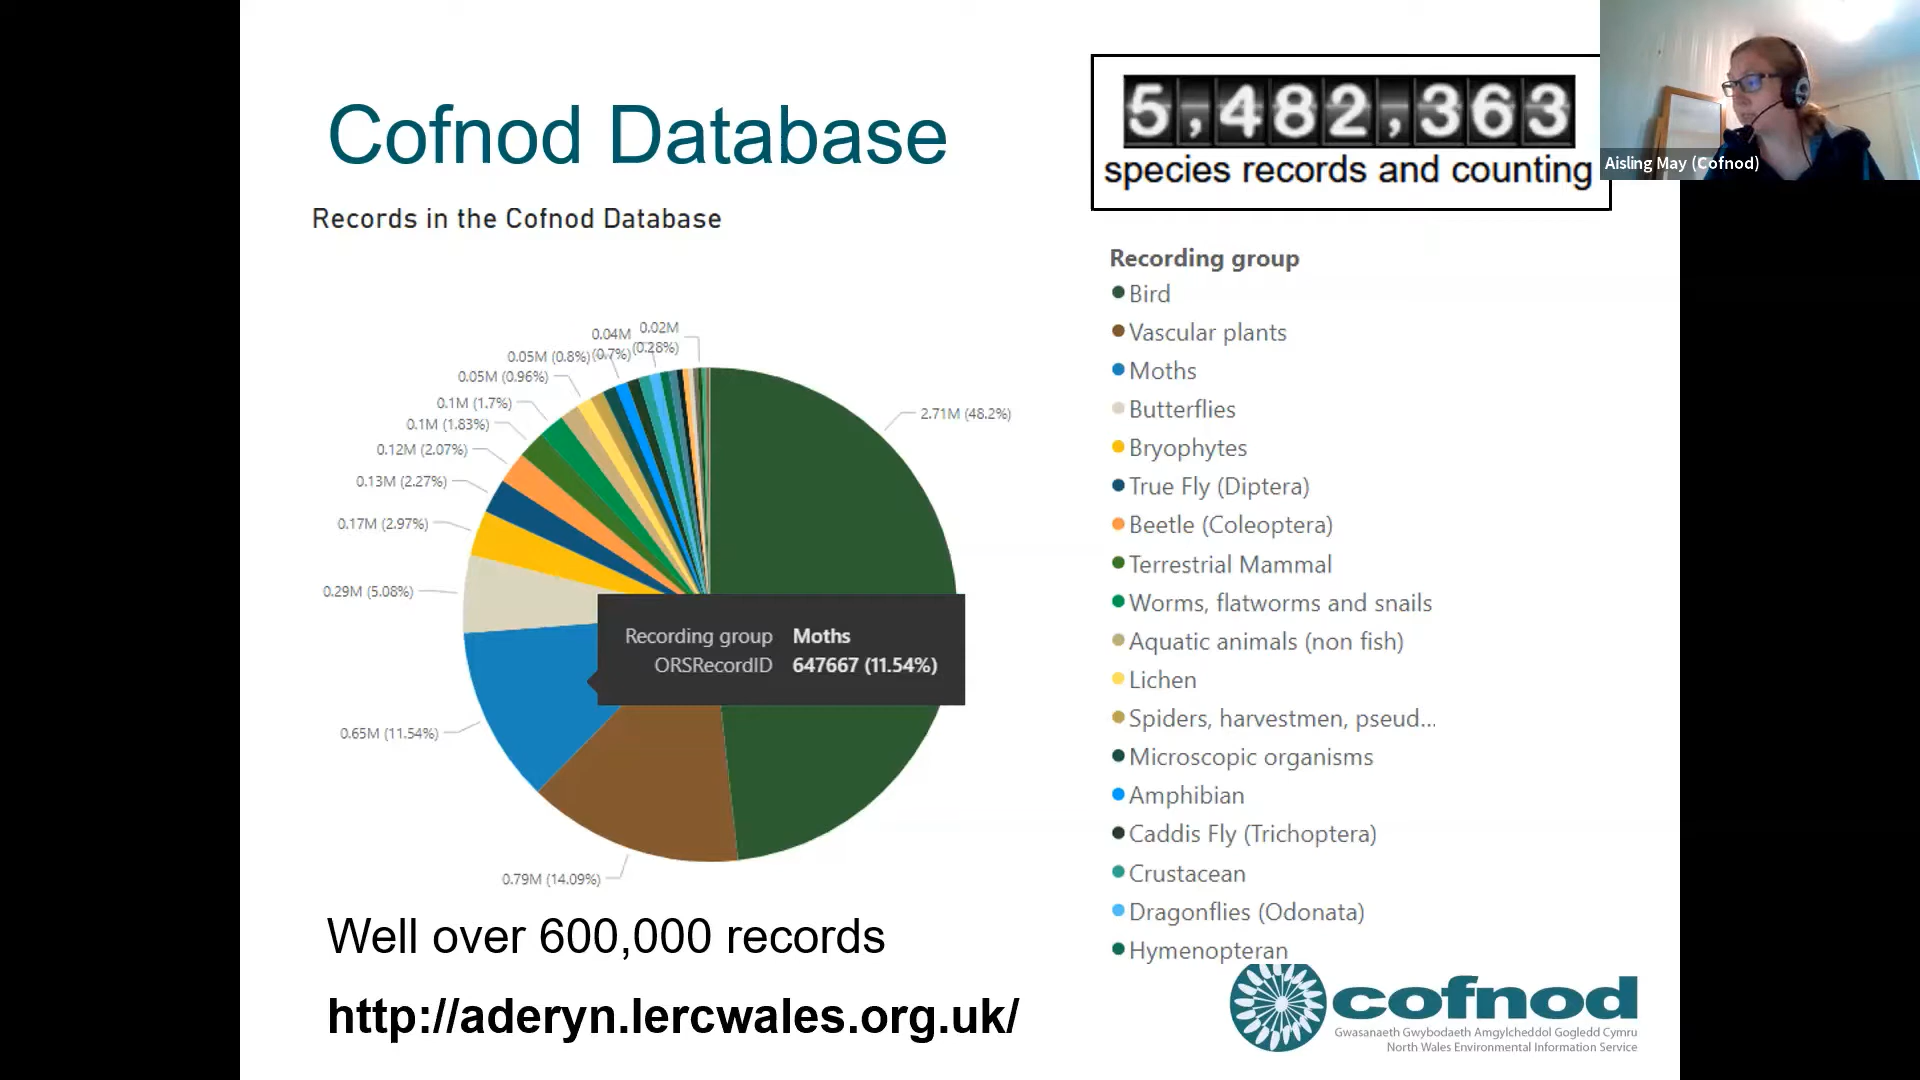 Cofnod Database
5,482,363
species records and counting
Aisling May (Cofnod)
Records in the Cofnod Database
0.02M
(0.28%)
0.04M
(0.7%)
0.05M (0.8%)
0.05M (0.96%)
0.1M (1.7%)
0.1M (1.83%)
0.12M (2.07%)
0.13M (2.27%)
0.17M (2.97%)
0.29M (5.08%)
0.65M (11.54%)
0.79M (14.09%)
2.71M (48.2%)
Recording group Moths
ORSRecordID 647667 (11.54%)
Recording group
Bird
Vascular plants
Moths
Butterflies
Bryophytes
True Fly (Diptera)
Beetle (Coleoptera)
Terrestrial Mammal
Worms, flatworms and snails
Aquatic animals (non fish)
Lichen
Spiders, harvestmen, pseud...
Microscopic organisms
Amphibian
Caddis Fly (Trichoptera)
Crustacean
Dragonflies (Odonata)
Hymenopteran
Well over 600,000 records
http://aderyn.lercwales.org.uk/
cofnod
Gwasanaeth Gwybodaeth Amgylcheddol Gogledd Cymru
North Wales Environmental Information Service